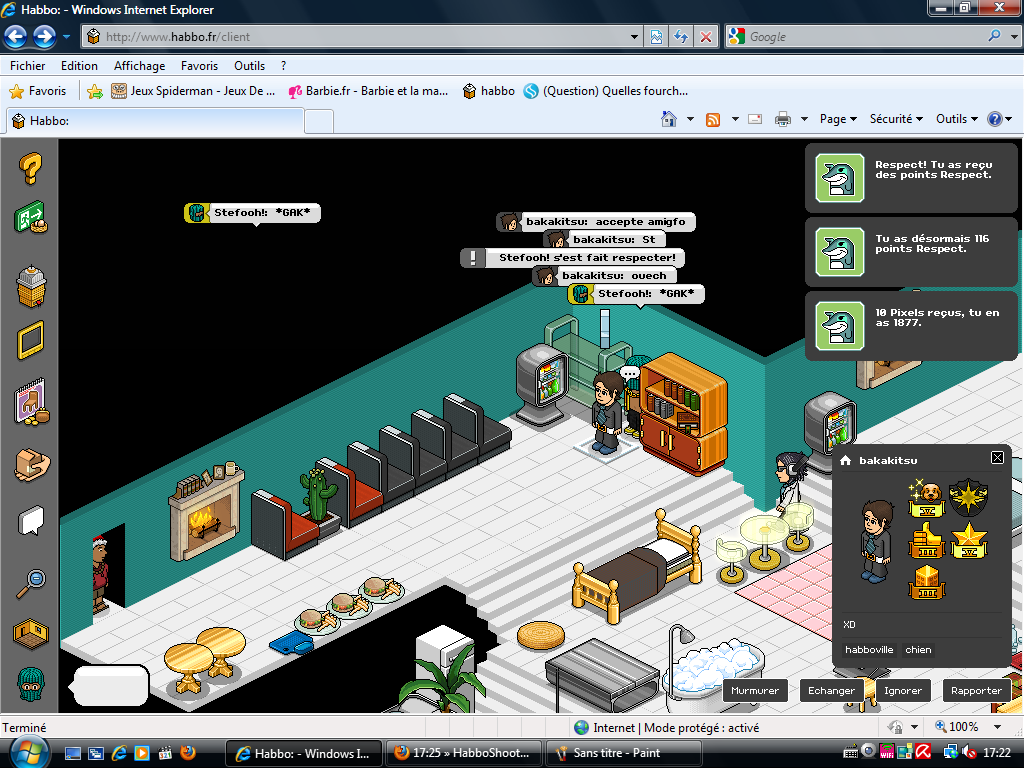 Habbo: - Windows Internet Explorer
http://www.habbo.fr/client
Google
Fichier Edition Affichage Favoris Outils ?
Favoris Jeux Spiderman - Jeux De ... Barbie.fr - Barbie et la ma... habbo (Question) Quelles fourch...
Habbo:
Page Sécurité Outils
Respect! Tu as reçu
des points Respect.
Stefooh!: *GAK*
bakakitsu: accepte amigfo
bakakitsu: St
Tu as désormais 116
points Respect.
Stefooh! s'est fait respecter!
bakakitsu: ouech
Stefooh!: *GAK*
10 Pixels reçus, tu en
as 1877.
bakakitsu
XD
habboville chien
Murmurer Echanger Ignorer Rapporter
Terminé
Internet | Mode protégé : activé
100%
Habbo: - Windows I...
17:25 » HabboShoot...
Sans titre - Paint
17:22